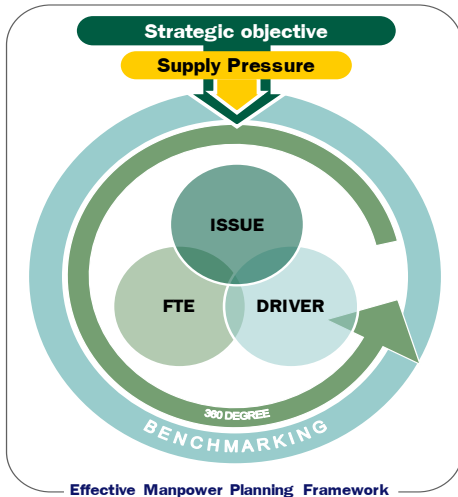 Strategic objective
Supply Pressure
ISSUE
FTE
DRIVER
360 DEGREE
BENCHMARKING
Effective Manpower Planning Framework